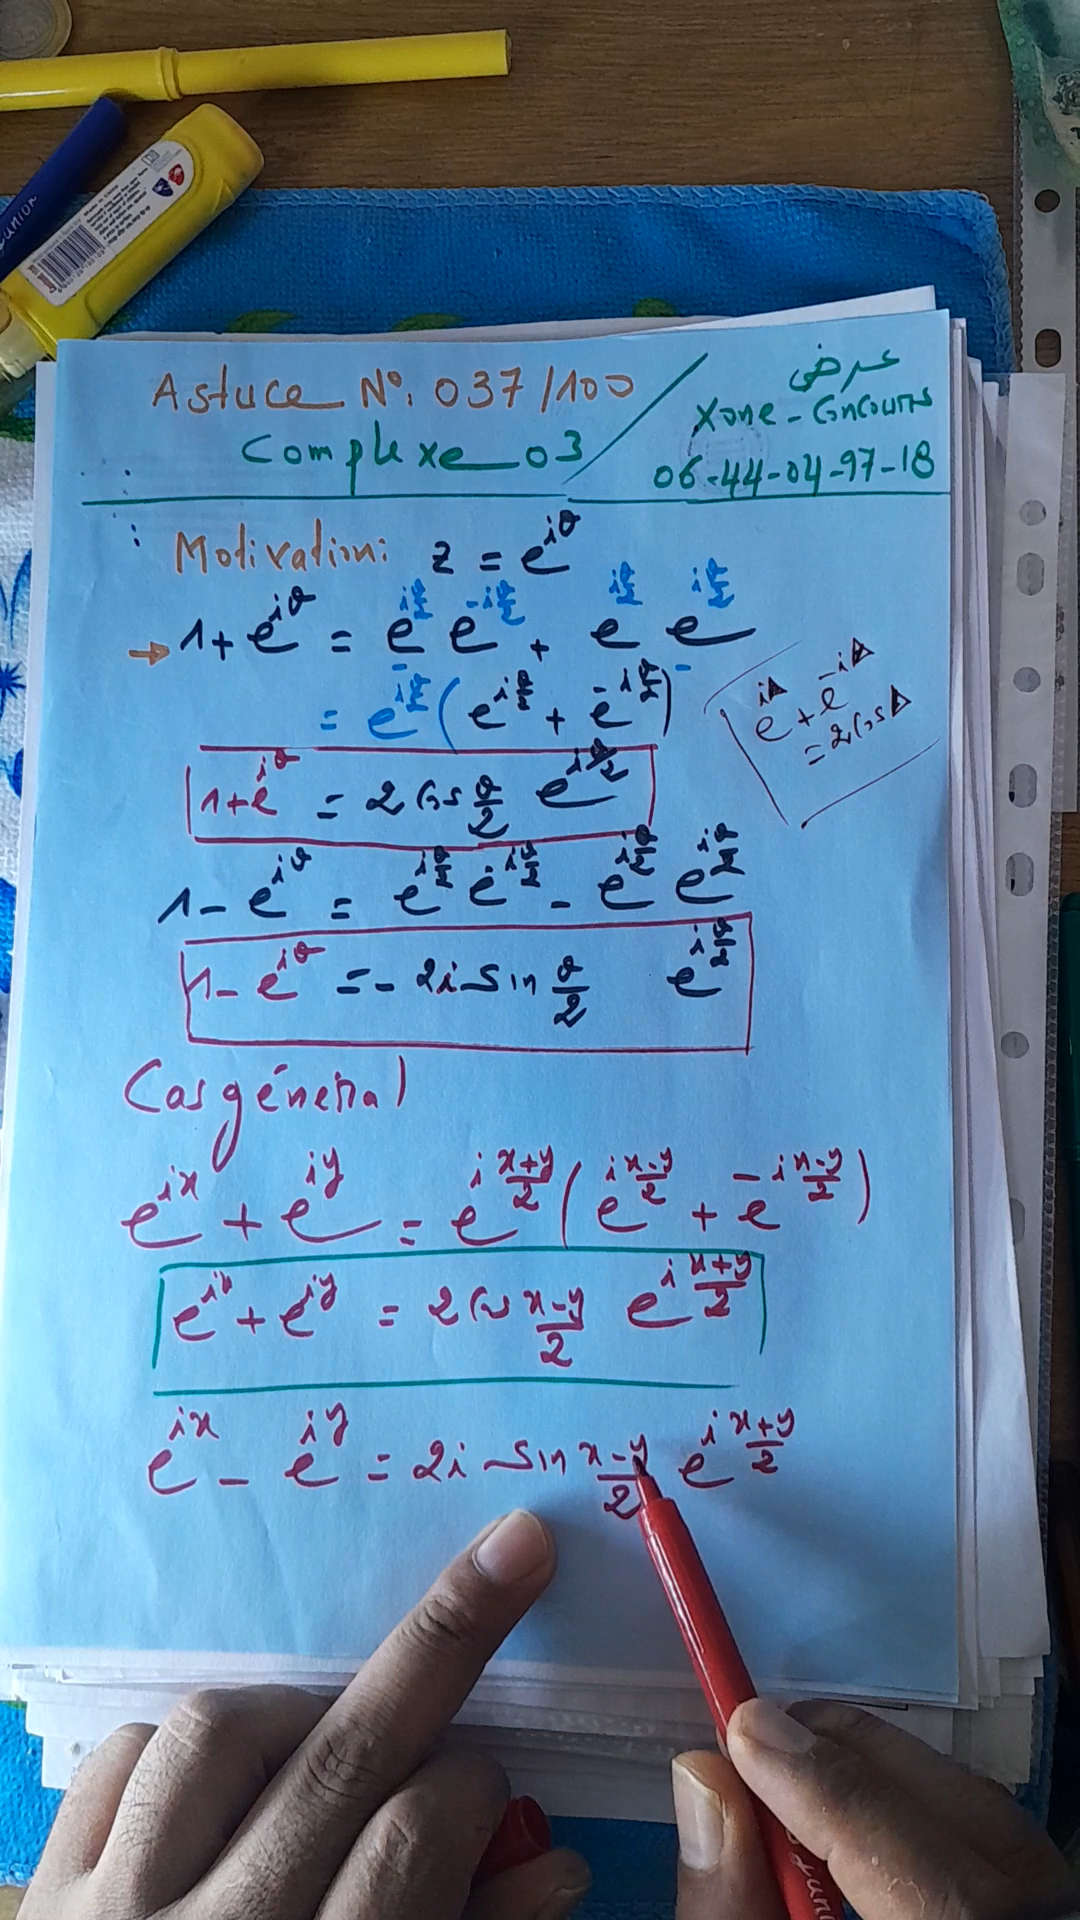 Astuce N°: 037/100
Complexe 03
عرض
Xone - Concours
06-44-04-97-18
Motivation: z = e^{iθ}
→ 1 + e^{iθ} = e^{iθ/2} e^{-iθ/2} + e^{iθ/2} e^{iθ/2}
= e^{iθ/2} ( e^{iθ/2} + e^{-iθ/2} )
e^{iΔ} + e^{-iΔ}
= 2 cos Δ
1 + e^{iθ} = 2 cos θ/2 e^{iθ/2}
1 - e^{iθ} = e^{iθ/2} e^{-iθ/2} - e^{iθ/2} e^{iθ/2}
1 - e^{iθ} = - 2i sin θ/2 e^{iθ/2}
Cas général
e^{ix} + e^{iy} = e^{i (x+y)/2} ( e^{i (x-y)/2} + e^{-i (x-y)/2} )
e^{ix} + e^{iy} = 2 cos (x-y)/2 e^{i (x+y)/2}
e^{ix} - e^{iy} = 2i sin (x-y)/2 e^{i (x+y)/2}